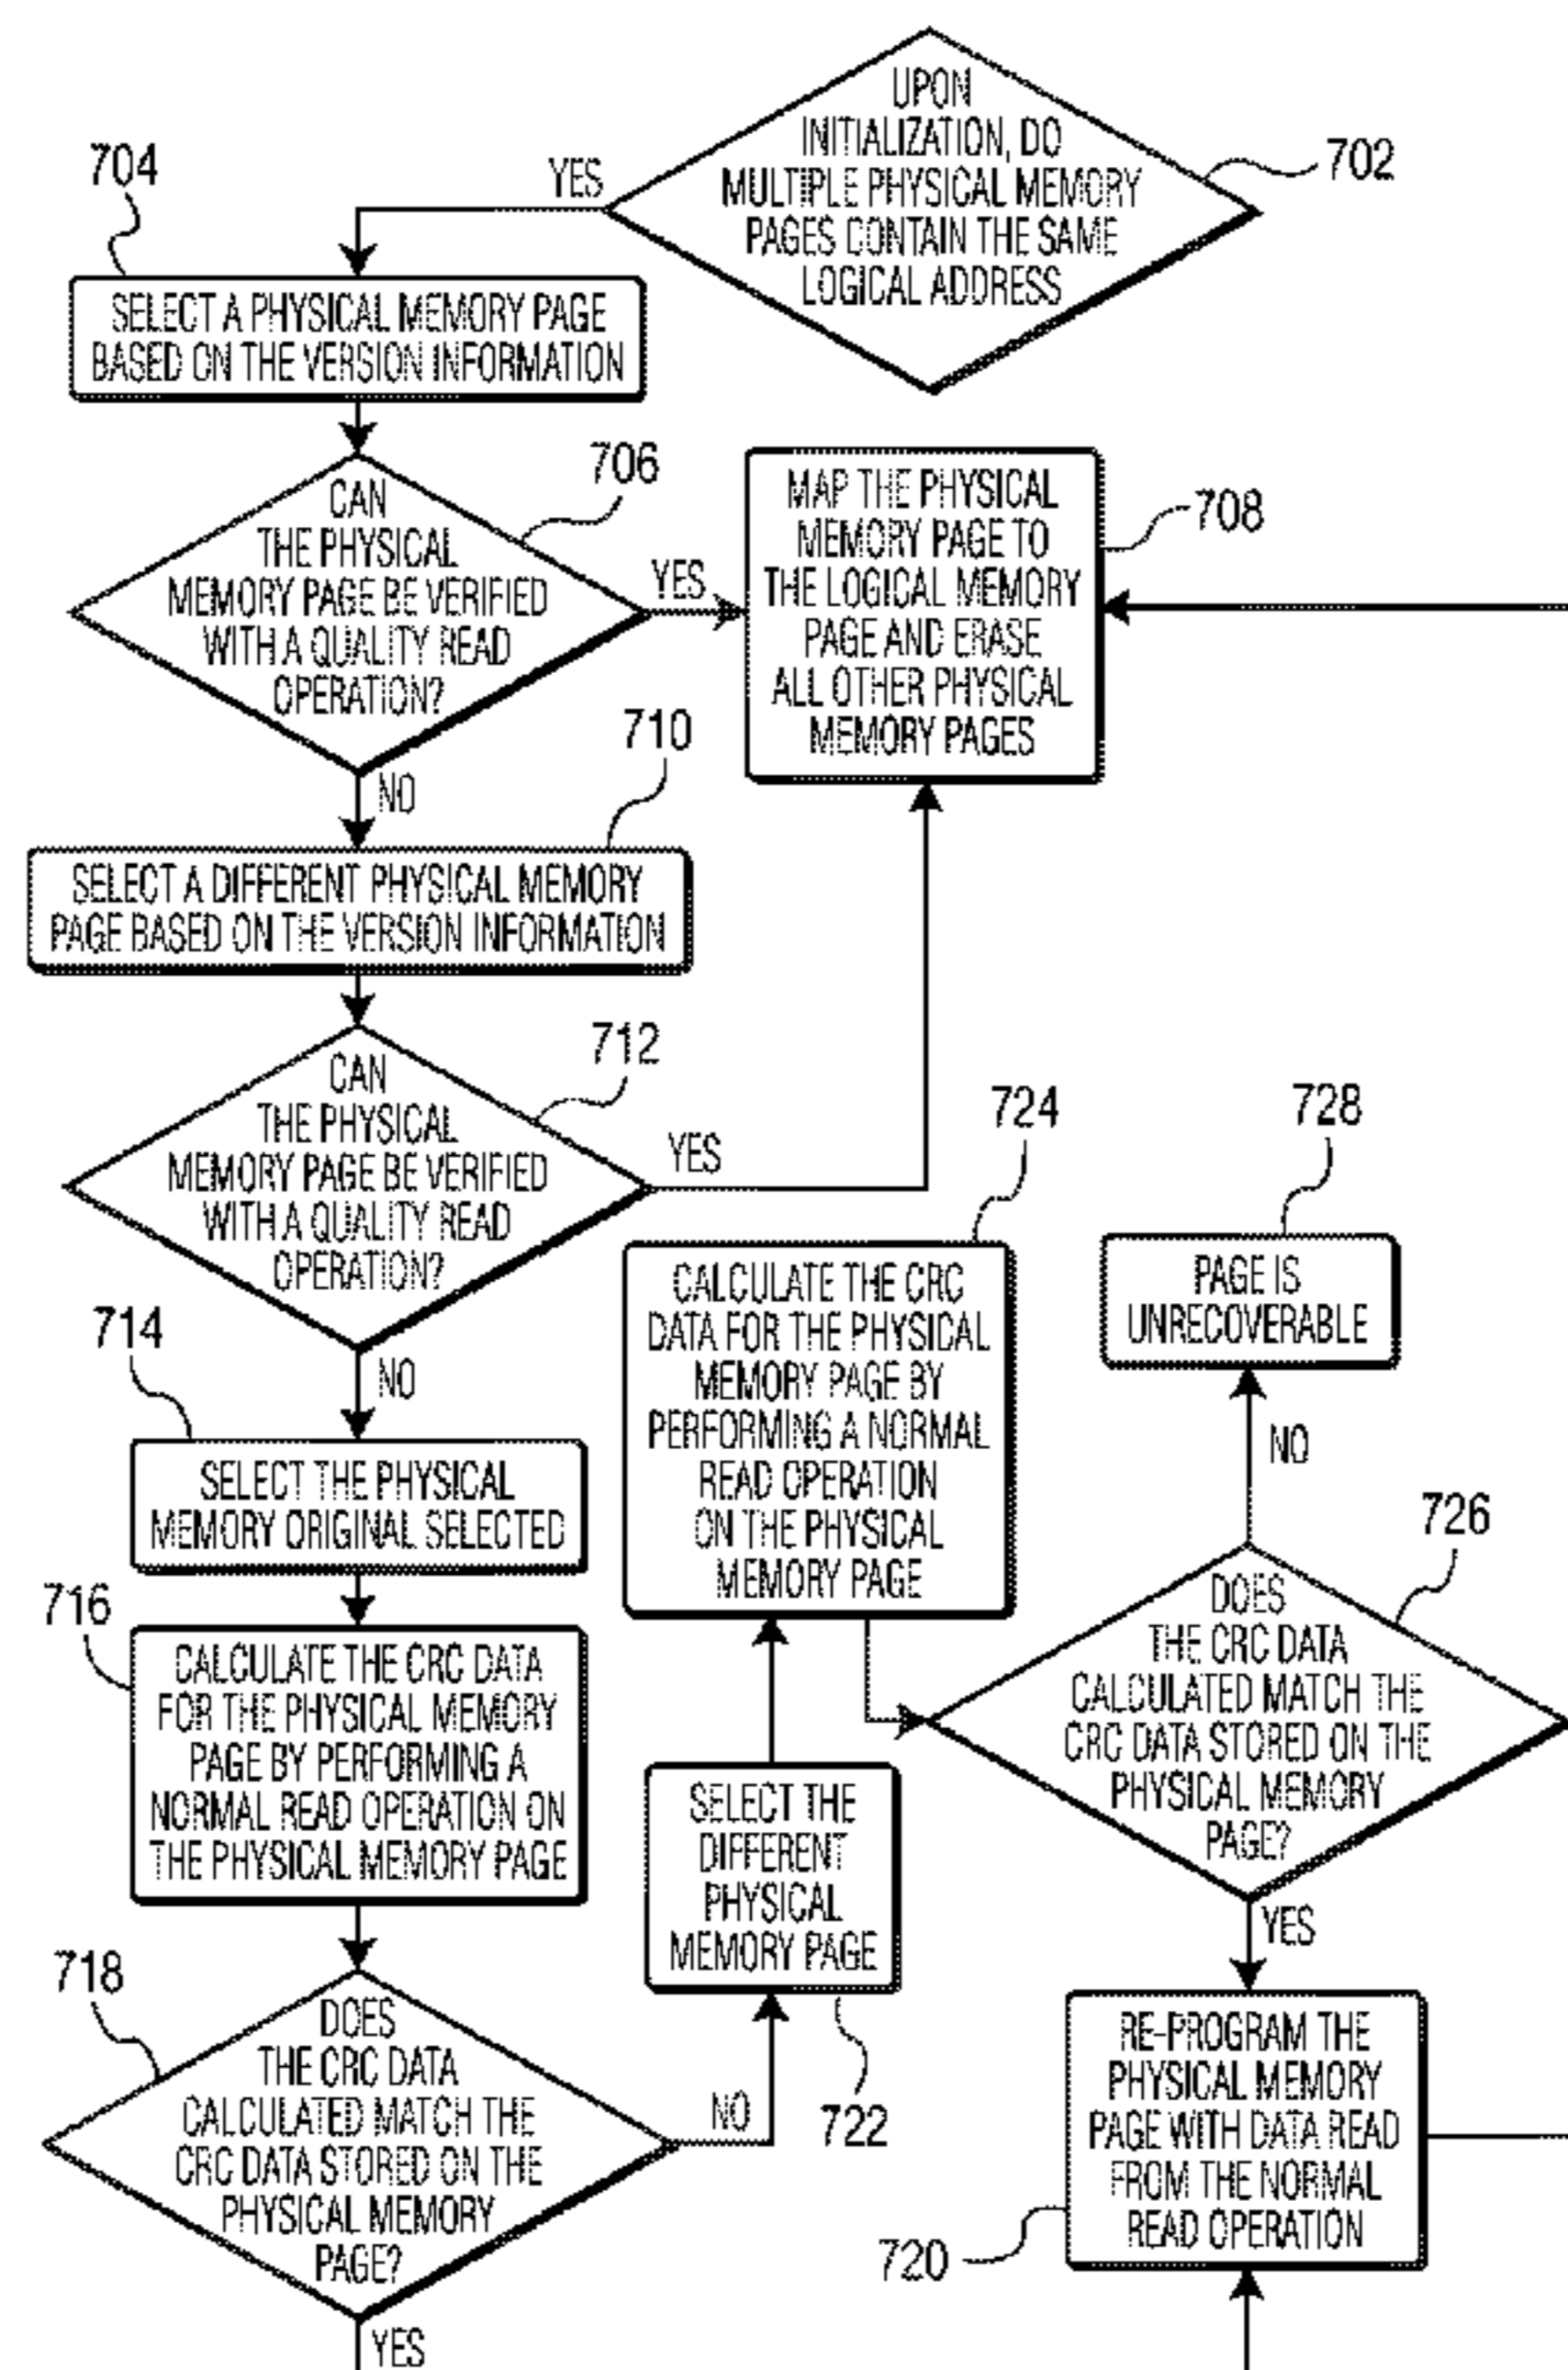 UPON
INITIALIZATION, DO
MULTIPLE PHYSICAL MEMORY
PAGES CONTAIN THE SAME
LOGICAL ADDRESS
702
YES
704
SELECT A PHYSICAL MEMORY PAGE
BASED ON THE VERSION INFORMATION
706
CAN
THE PHYSICAL
MEMORY PAGE BE VERIFIED
WITH A QUALITY READ
OPERATION?
YES
NO
708
MAP THE PHYSICAL
MEMORY PAGE TO
THE LOGICAL MEMORY
PAGE AND ERASE
ALL OTHER PHYSICAL
MEMORY PAGES
710
SELECT A DIFFERENT PHYSICAL MEMORY
PAGE BASED ON THE VERSION INFORMATION
712
CAN
THE PHYSICAL
MEMORY PAGE BE VERIFIED
WITH A QUALITY READ
OPERATION?
YES
NO
714
SELECT THE PHYSICAL
MEMORY ORIGINAL SELECTED
716
CALCULATE THE CRC DATA
FOR THE PHYSICAL MEMORY
PAGE BY PERFORMING A
NORMAL READ OPERATION ON
THE PHYSICAL MEMORY PAGE
718
DOES
THE CRC DATA
CALCULATED MATCH THE
CRC DATA STORED ON THE
PHYSICAL MEMORY
PAGE?
NO
YES
SELECT THE
DIFFERENT
PHYSICAL
MEMORY PAGE
722
724
CALCULATE THE CRC
DATA FOR THE PHYSICAL
MEMORY PAGE BY
PERFORMING A NORMAL
READ OPERATION
ON THE PHYSICAL
MEMORY PAGE
728
PAGE IS
UNRECOVERABLE
NO
726
DOES
THE CRC DATA
CALCULATED MATCH THE
CRC DATA STORED ON THE
PHYSICAL MEMORY
PAGE?
YES
RE-PROGRAM THE
PHYSICAL MEMORY
PAGE WITH DATA READ
FROM THE NORMAL
READ OPERATION
720